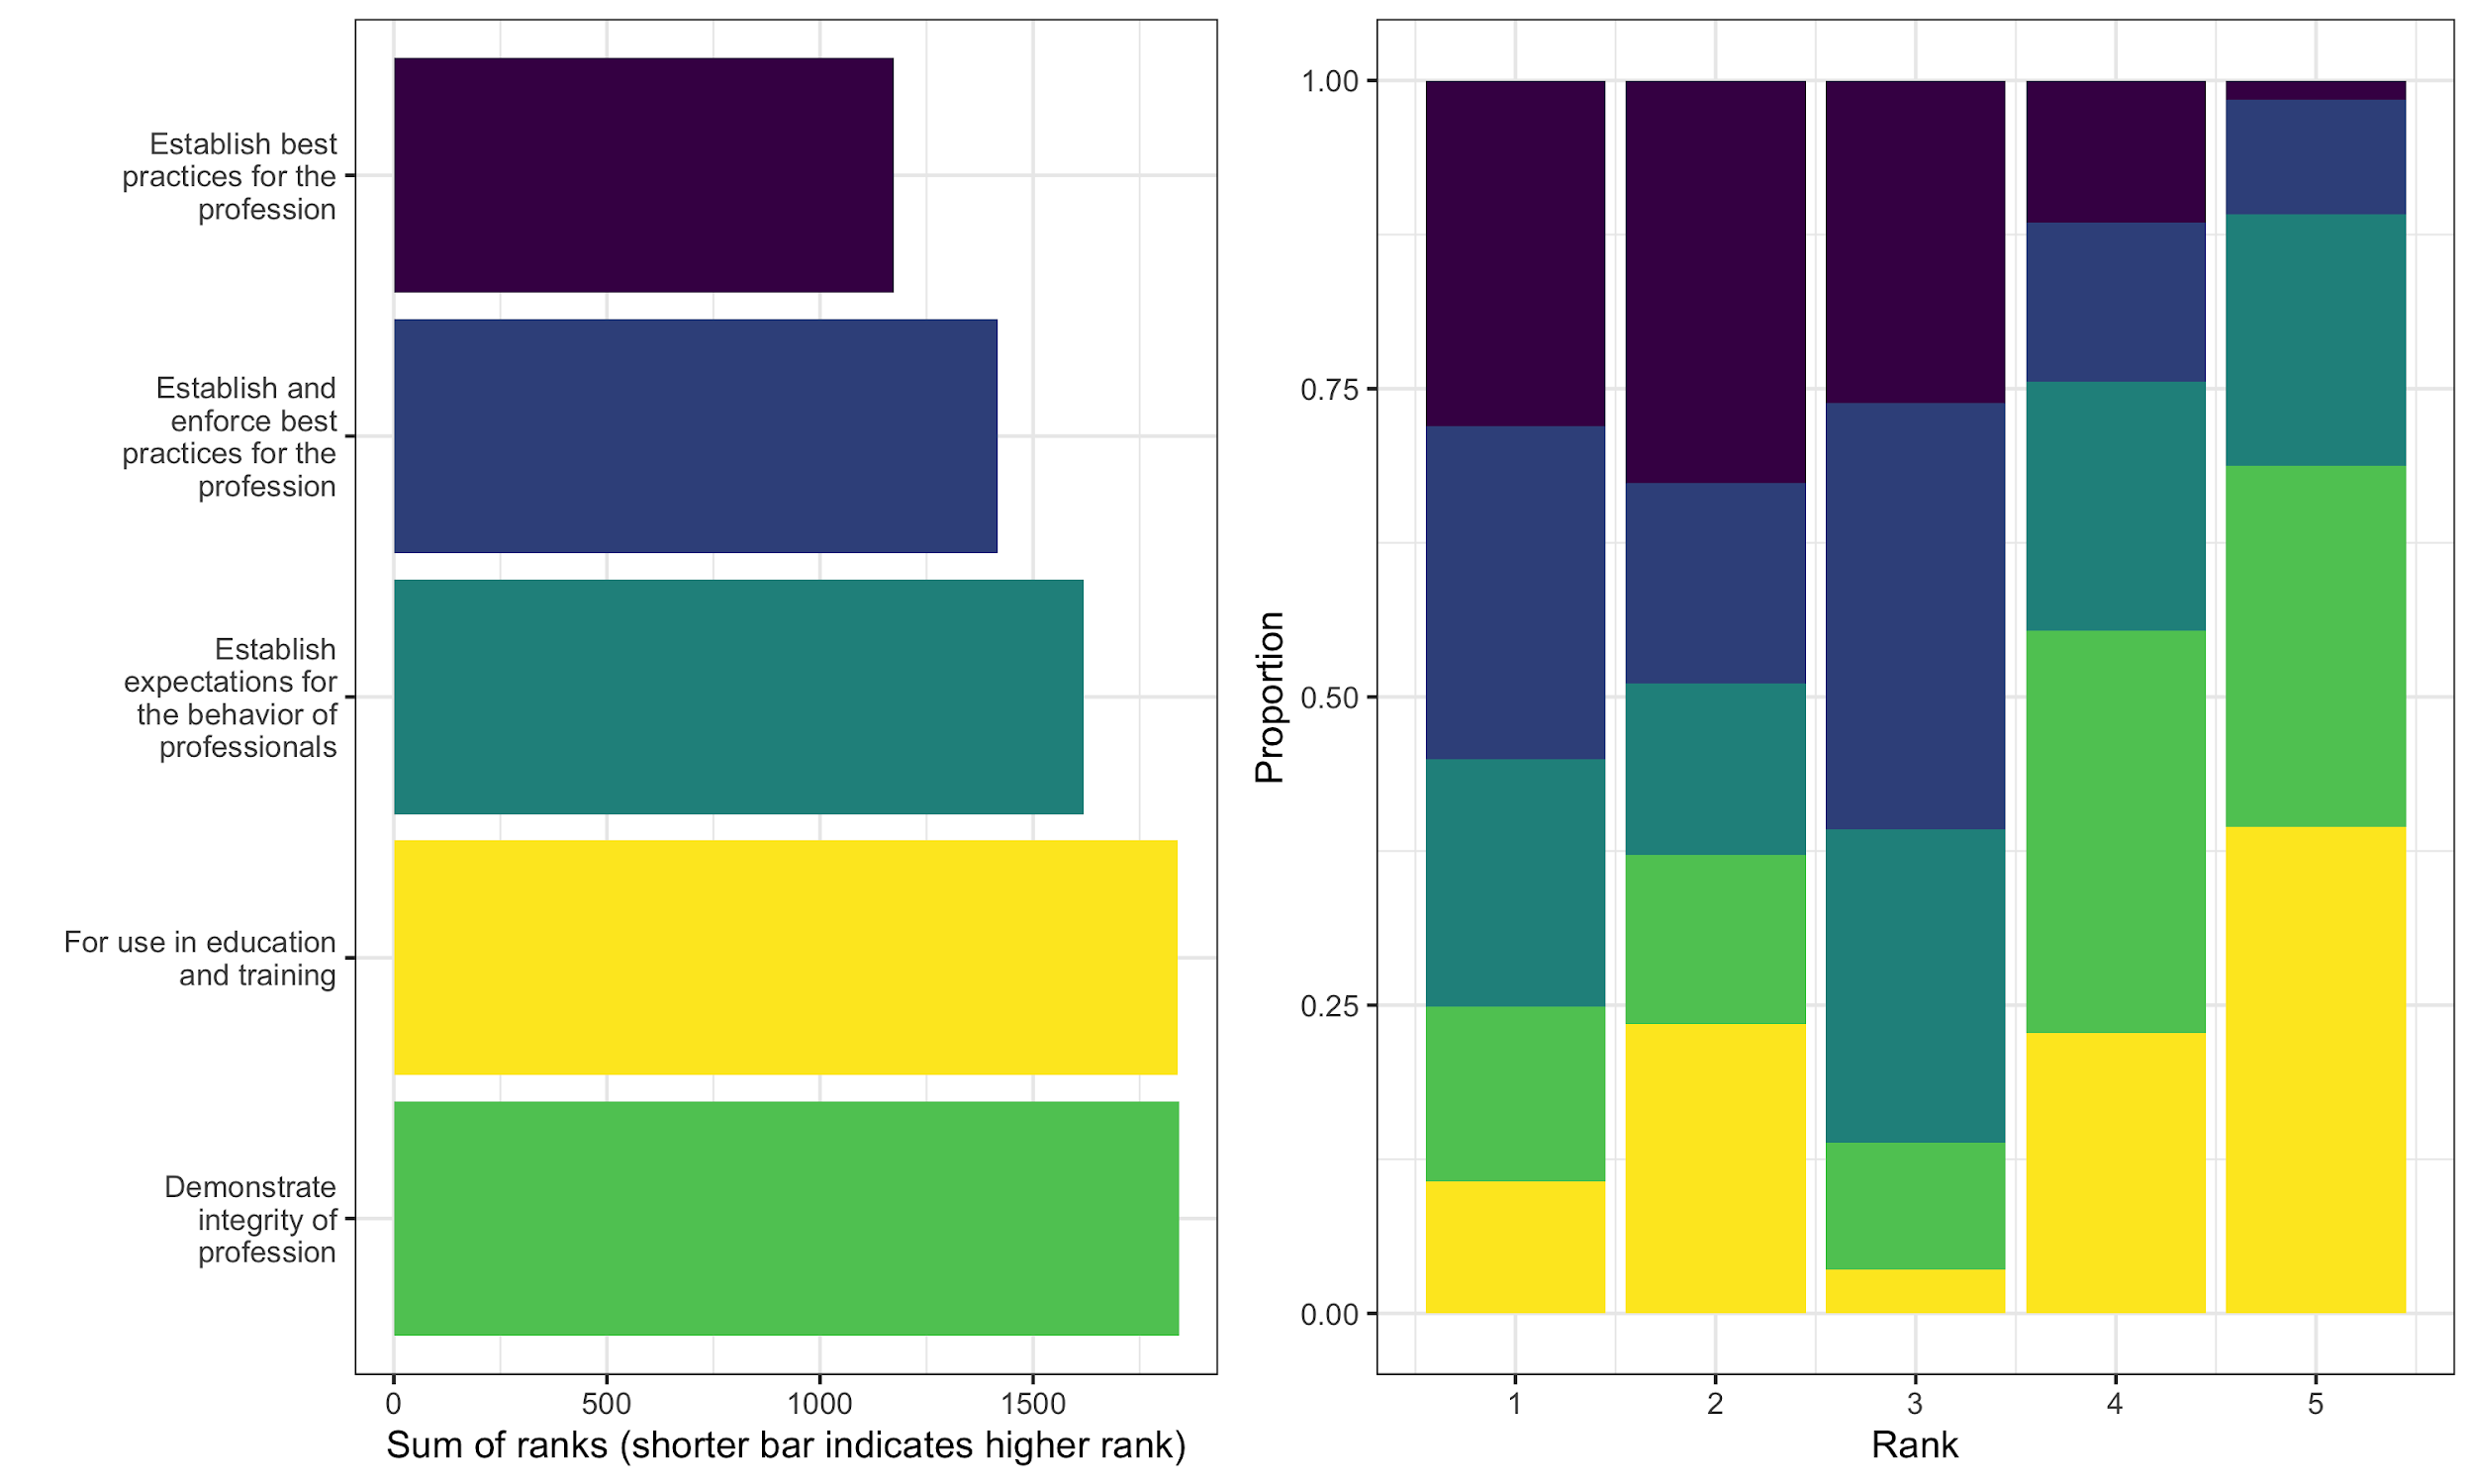 Establish best
practices for the
profession
Establish and
enforce best
practices for the
profession
Establish
expectations for
the behavior of
professionals
For use in education
and training
Demonstrate
integrity of
profession
0 500 1000 1500
Sum of ranks (shorter bar indicates higher rank)
Proportion
1.00
0.75
0.50
0.25
0.00
1 2 3 4 5
Rank